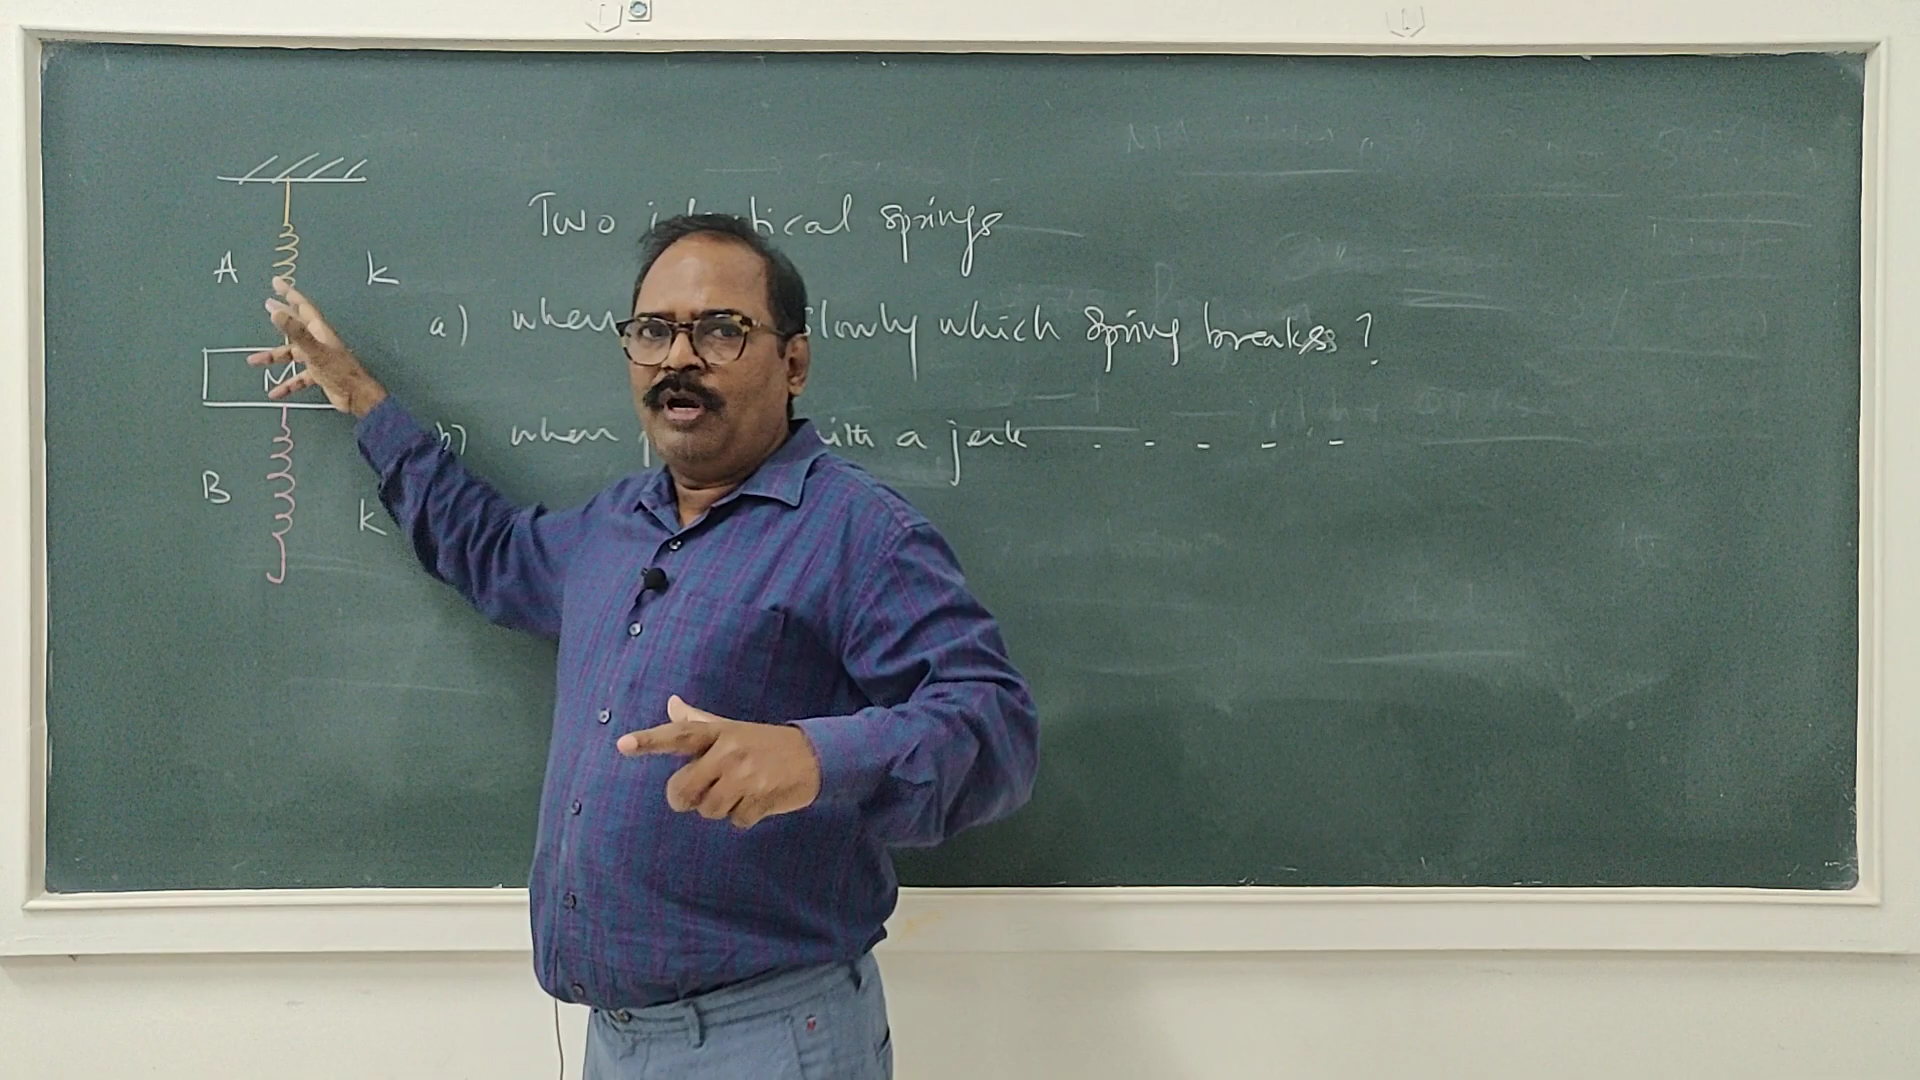 Two identical springs
A
k
a) when slowly which spring breaks?
M
b) when with a jerk - - - - -
B
k